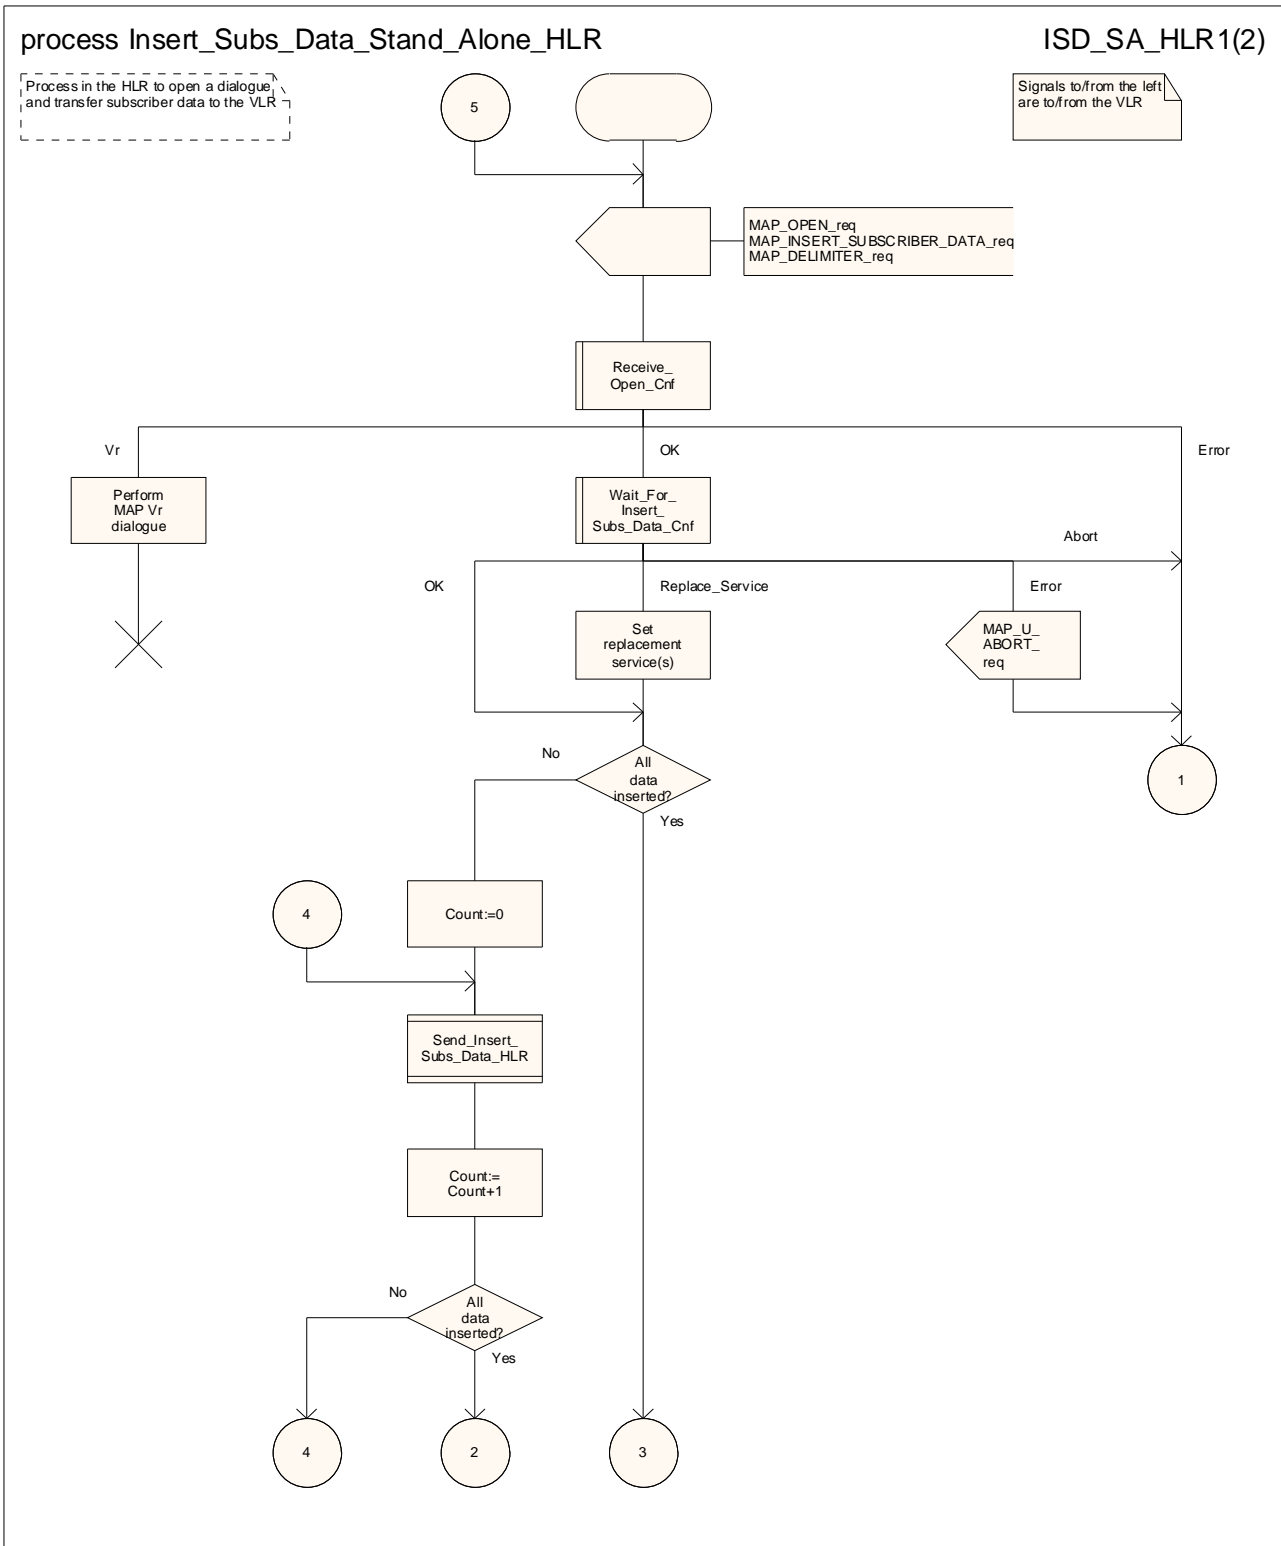 process Insert_Subs_Data_Stand_Alone_HLR
ISD_SA_HLR1(2)
Process in the HLR to open a dialogue
and transfer subscriber data to the VLR
5
Signals to/from the left
are to/from the VLR
MAP_OPEN_req
MAP_INSERT_SUBSCRIBER_DATA_req
MAP_DELIMITER_req
Receive_
Open_Cnf
Vr
OK
Error
Perform
MAP Vr
dialogue
Wait_For_
Insert_
Subs_Data_Cnf
Abort
OK
Replace_Service
Error
Set
replacement
service(s)
MAP_U_
ABORT_
req
No
All
data
inserted?
Yes
1
4
Count:=0
Send_Insert_
Subs_Data_HLR
Count:=
Count+1
No
All
data
inserted?
Yes
4
2
3